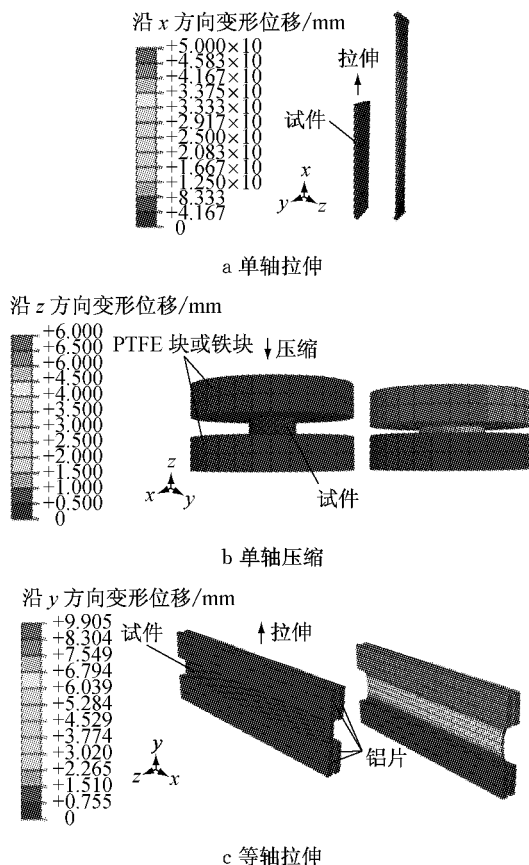 沿 x 方向变形位移/mm
+5.000×10
+4.583×10
+4.167×10
+3.375×10
+3.333×10
+2.917×10
+2.500×10
+2.083×10
+1.667×10
+1.250×10
+8.333
+4.167
0
拉伸
试件
x
y
z
a 单轴拉伸
沿 z 方向变形位移/mm
+6.000
+6.500
+6.000
+4.500
+4.000
+3.500
+3.000
+2.500
+2.000
+1.500
+1.000
+0.500
0
PTFE 块或铁块
压缩
试件
z
x
y
b 单轴压缩
沿 y 方向变形位移/mm
+9.905
+8.304
+7.549
+6.794
+6.039
+5.284
+4.529
+3.774
+3.020
+2.265
+1.510
+0.755
0
试件
拉伸
铝片
y
z
x
c 等轴拉伸